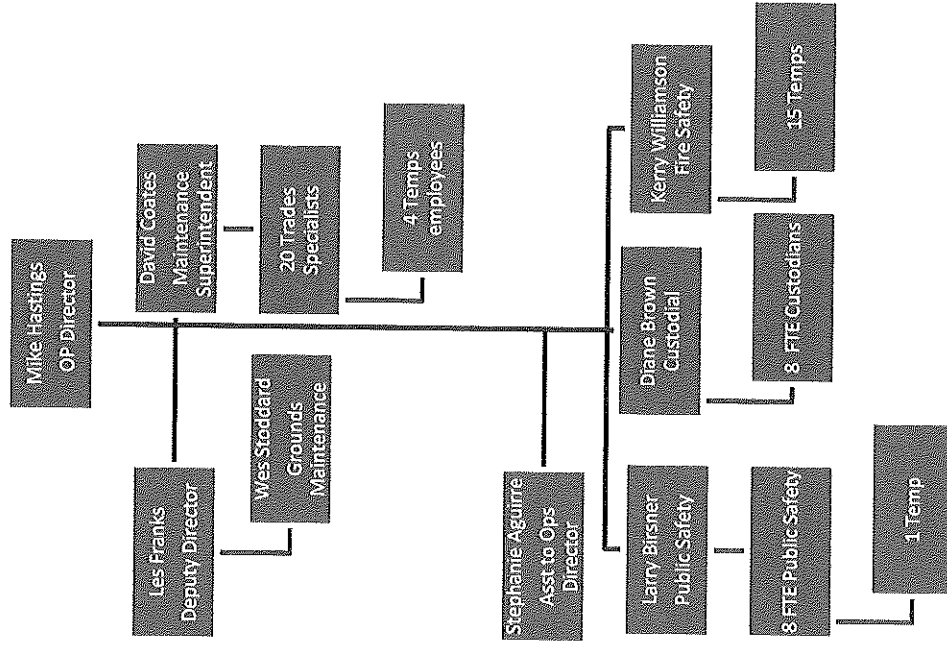 Mike Hastings
OP Director
Les Franks
Deputy Director
David Coates
Maintenance
Superintendent
Wes Stoddard
Grounds
Maintenance
20 Trades
Specialists
4 Temps
employees
Stephanie Aguirre
Asst to Ops
Director
Larry Birsner
Public Safety
Diane Brown
Custodial
Kerry Williamson
Fire Safety
8 FTE Public Safety
8 FTE Custodians
15 Temps
1 Temp